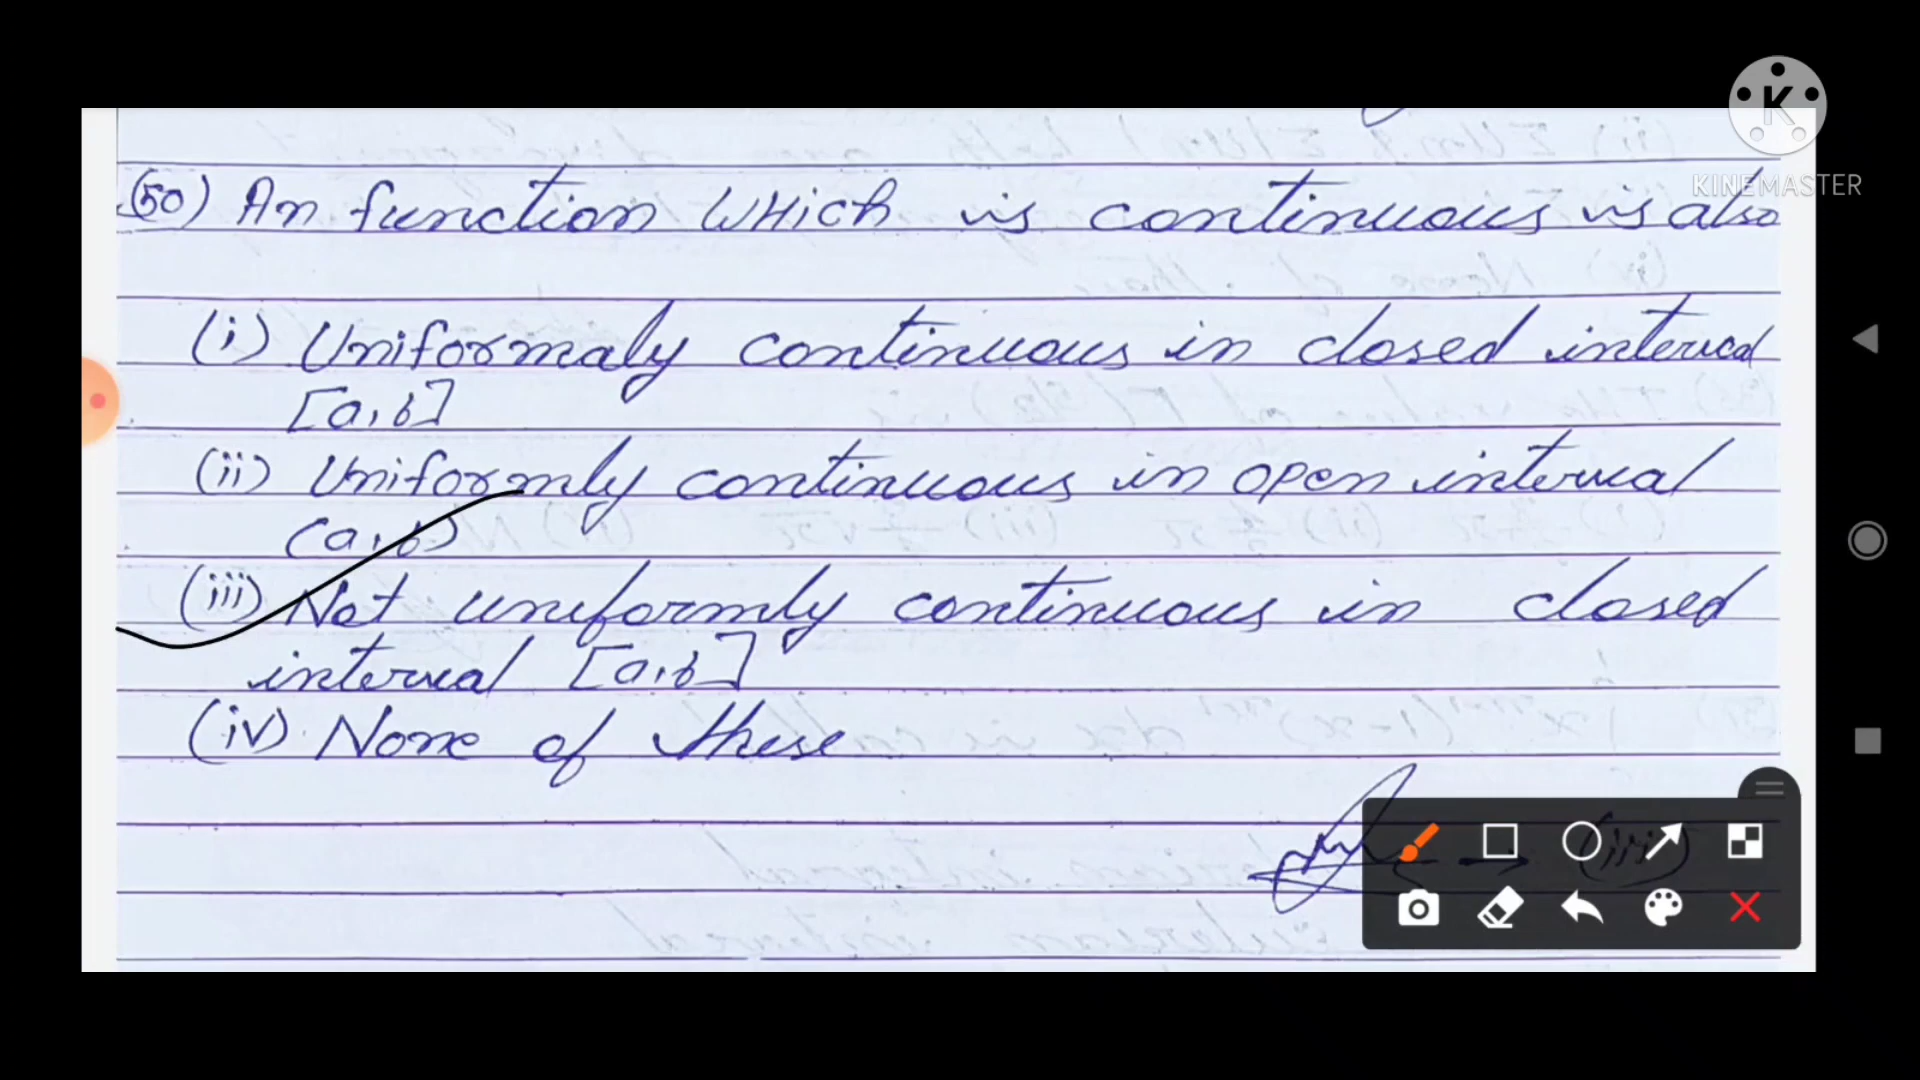 KINEMASTER
(50) An function WHich is continuous is also
(i) Uniformaly continuous in closed interval
[a,b]
(ii) Uniformly continuous in open interval
(a,b)
(iii) Not uniformly continuous in closed
interval [a,b]
(iv) None of these
(iii)